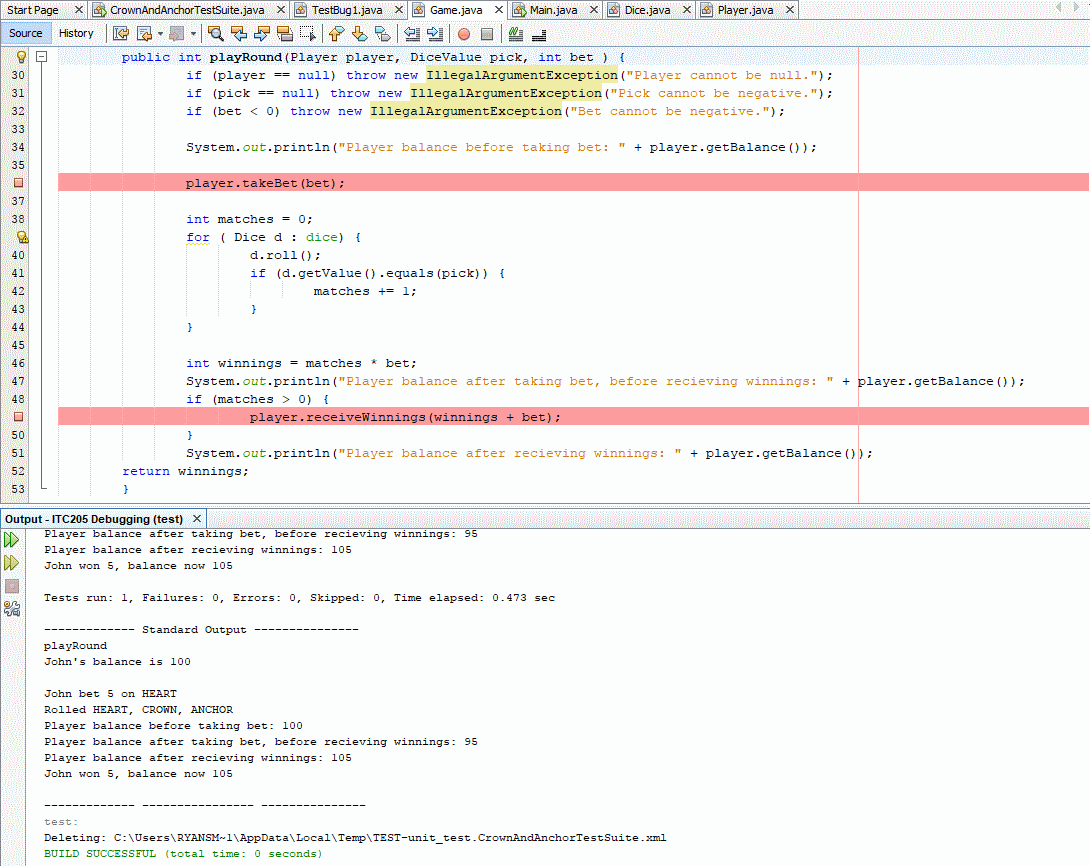 Start Page CrownAndAnchorTestSuite.java TestBug1.java Game.java Main.java Dice.java Player.java
Source History
public int playRound(Player player, DiceValue pick, int bet ) {
30 if (player == null) throw new IllegalArgumentException("Player cannot be null.");
31 if (pick == null) throw new IllegalArgumentException("Pick cannot be negative.");
32 if (bet < 0) throw new IllegalArgumentException("Bet cannot be negative.");
33
34 System.out.println("Player balance before taking bet: " + player.getBalance());
35
player.takeBet(bet);
37
38 int matches = 0;
for ( Dice d : dice) {
40 d.roll();
41 if (d.getValue().equals(pick)) {
42 matches += 1;
43 }
44 }
45
46 int winnings = matches * bet;
47 System.out.println("Player balance after taking bet, before recieving winnings: " + player.getBalance());
48 if (matches > 0) {
player.receiveWinnings(winnings + bet);
50 }
51 System.out.println("Player balance after recieving winnings: " + player.getBalance());
52 return winnings;
53 }
Output - ITC205 Debugging (test)
Player balance after taking bet, before recieving winnings: 95
Player balance after recieving winnings: 105
John won 5, balance now 105
Tests run: 1, Failures: 0, Errors: 0, Skipped: 0, Time elapsed: 0.473 sec
------------- Standard Output ---------------
playRound
John's balance is 100
John bet 5 on HEART
Rolled HEART, CROWN, ANCHOR
Player balance before taking bet: 100
Player balance after taking bet, before recieving winnings: 95
Player balance after recieving winnings: 105
John won 5, balance now 105
------------- ---------------- ---------------
test:
Deleting: C:\Users\RYANSM~1\AppData\Local\Temp\TEST-unit_test.CrownAndAnchorTestSuite.xml
BUILD SUCCESSFUL (total time: 0 seconds)